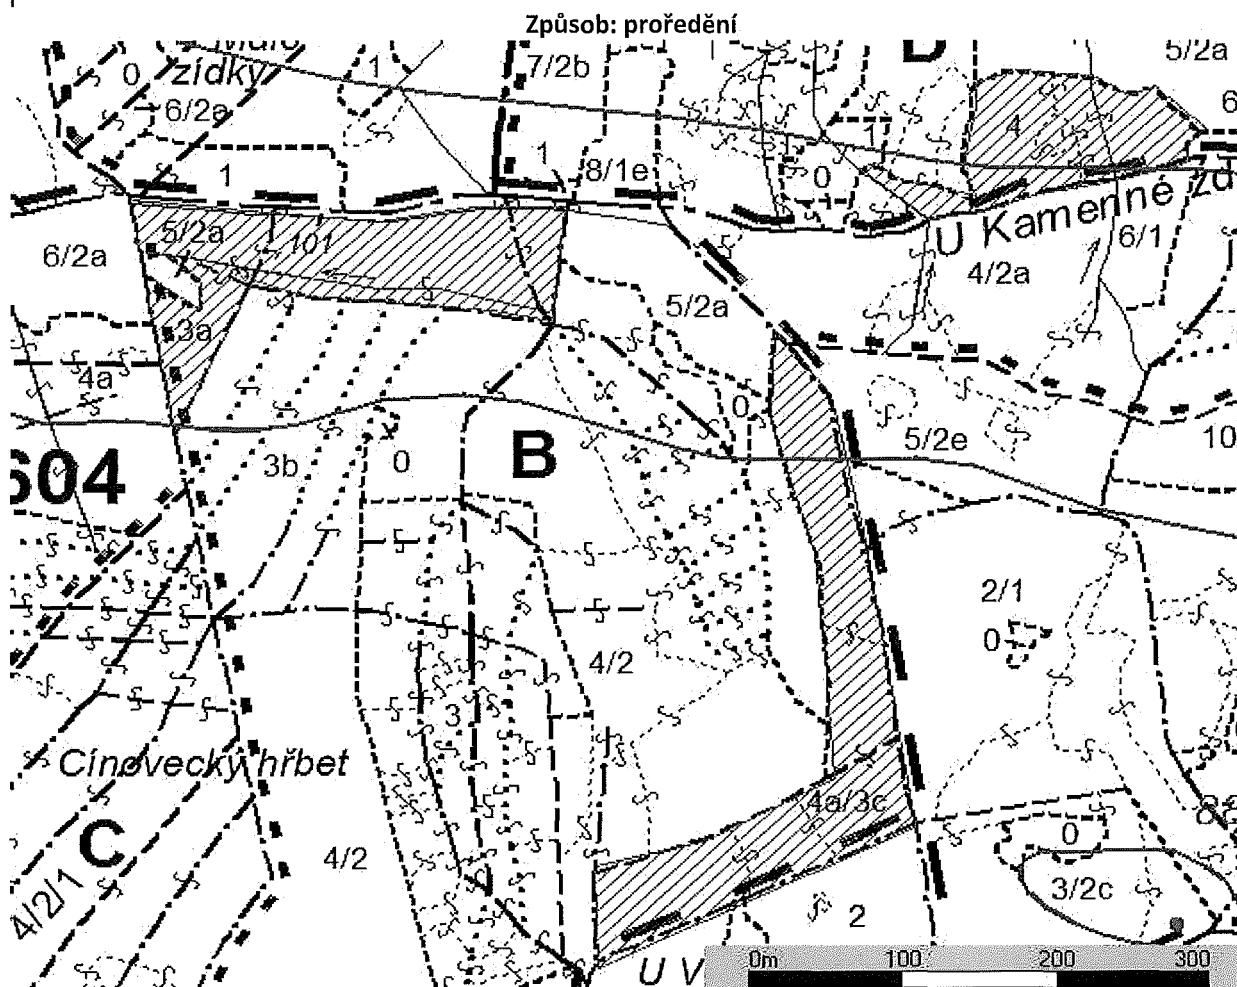 Způsob: proředění
zídky
0
1
7/2b
D
5/2a
6/2a
4
6
1
1
8/1e
1
0
U Kamenné zd
5/2a
101
6/2a
6/1
4/2a
5/2a
3a
4a
0
B
5/2e
10
604
3b
0
2/1
0
4/2
3
Cínovecký hřbet
4a/3c
C
4/2
0
4/2/1
3/2c
2
U V
0m 100 200 300